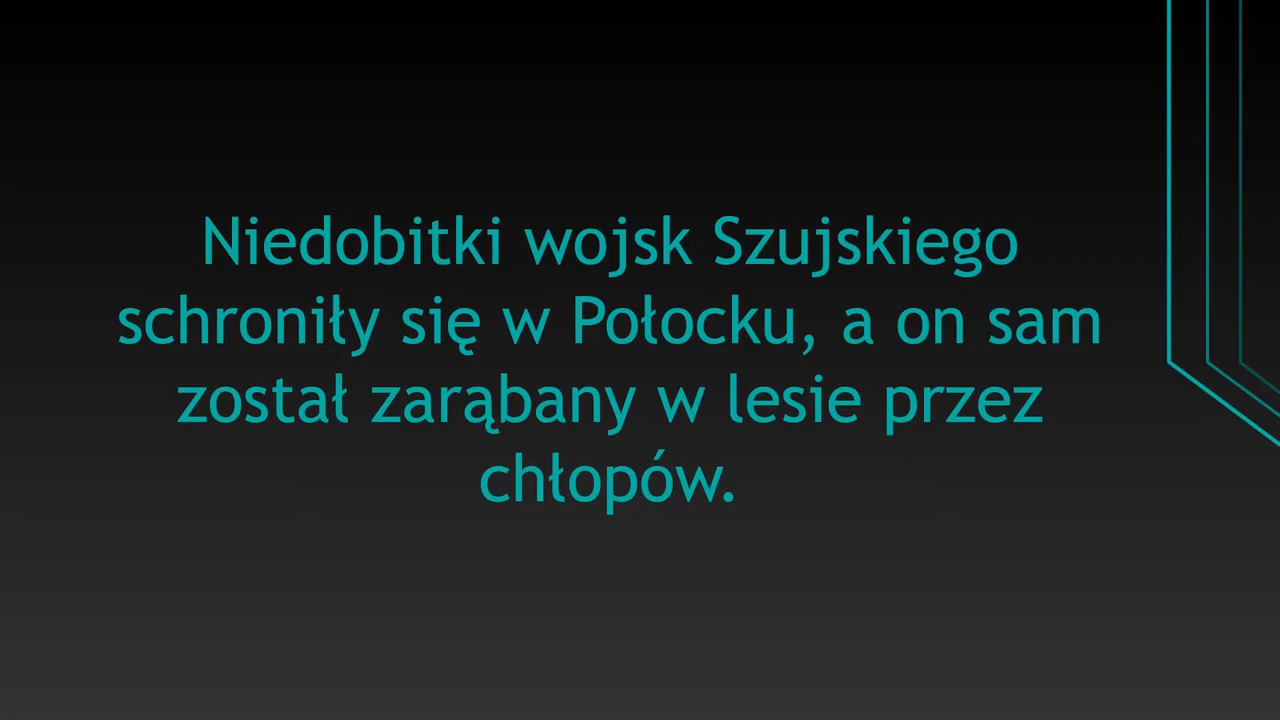 Niedobitki wojsk Szujskiego
schroniły się w Połocku, a on sam
został zarąbany w lesie przez
chłopów.